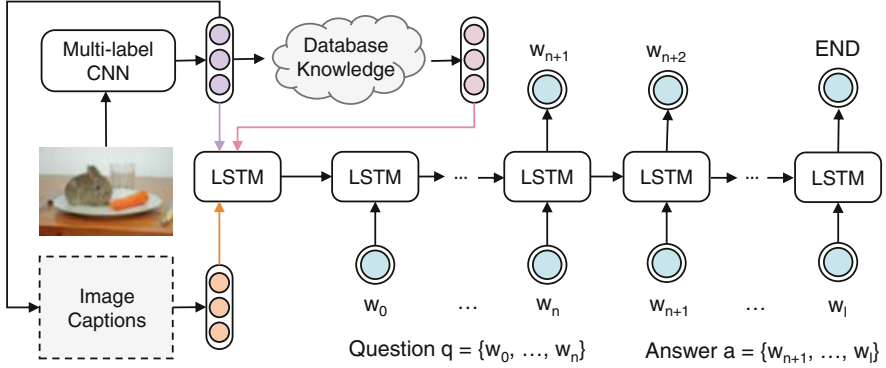 Multi-label
CNN
Database
Knowledge
w_{n+1}
w_{n+2}
END
LSTM
LSTM
...
LSTM
LSTM
...
LSTM
Image
Captions
w_0
...
w_n
w_{n+1}
...
w_l
Question q = {w_0, ..., w_n}
Answer a = {w_{n+1}, ..., w_l}